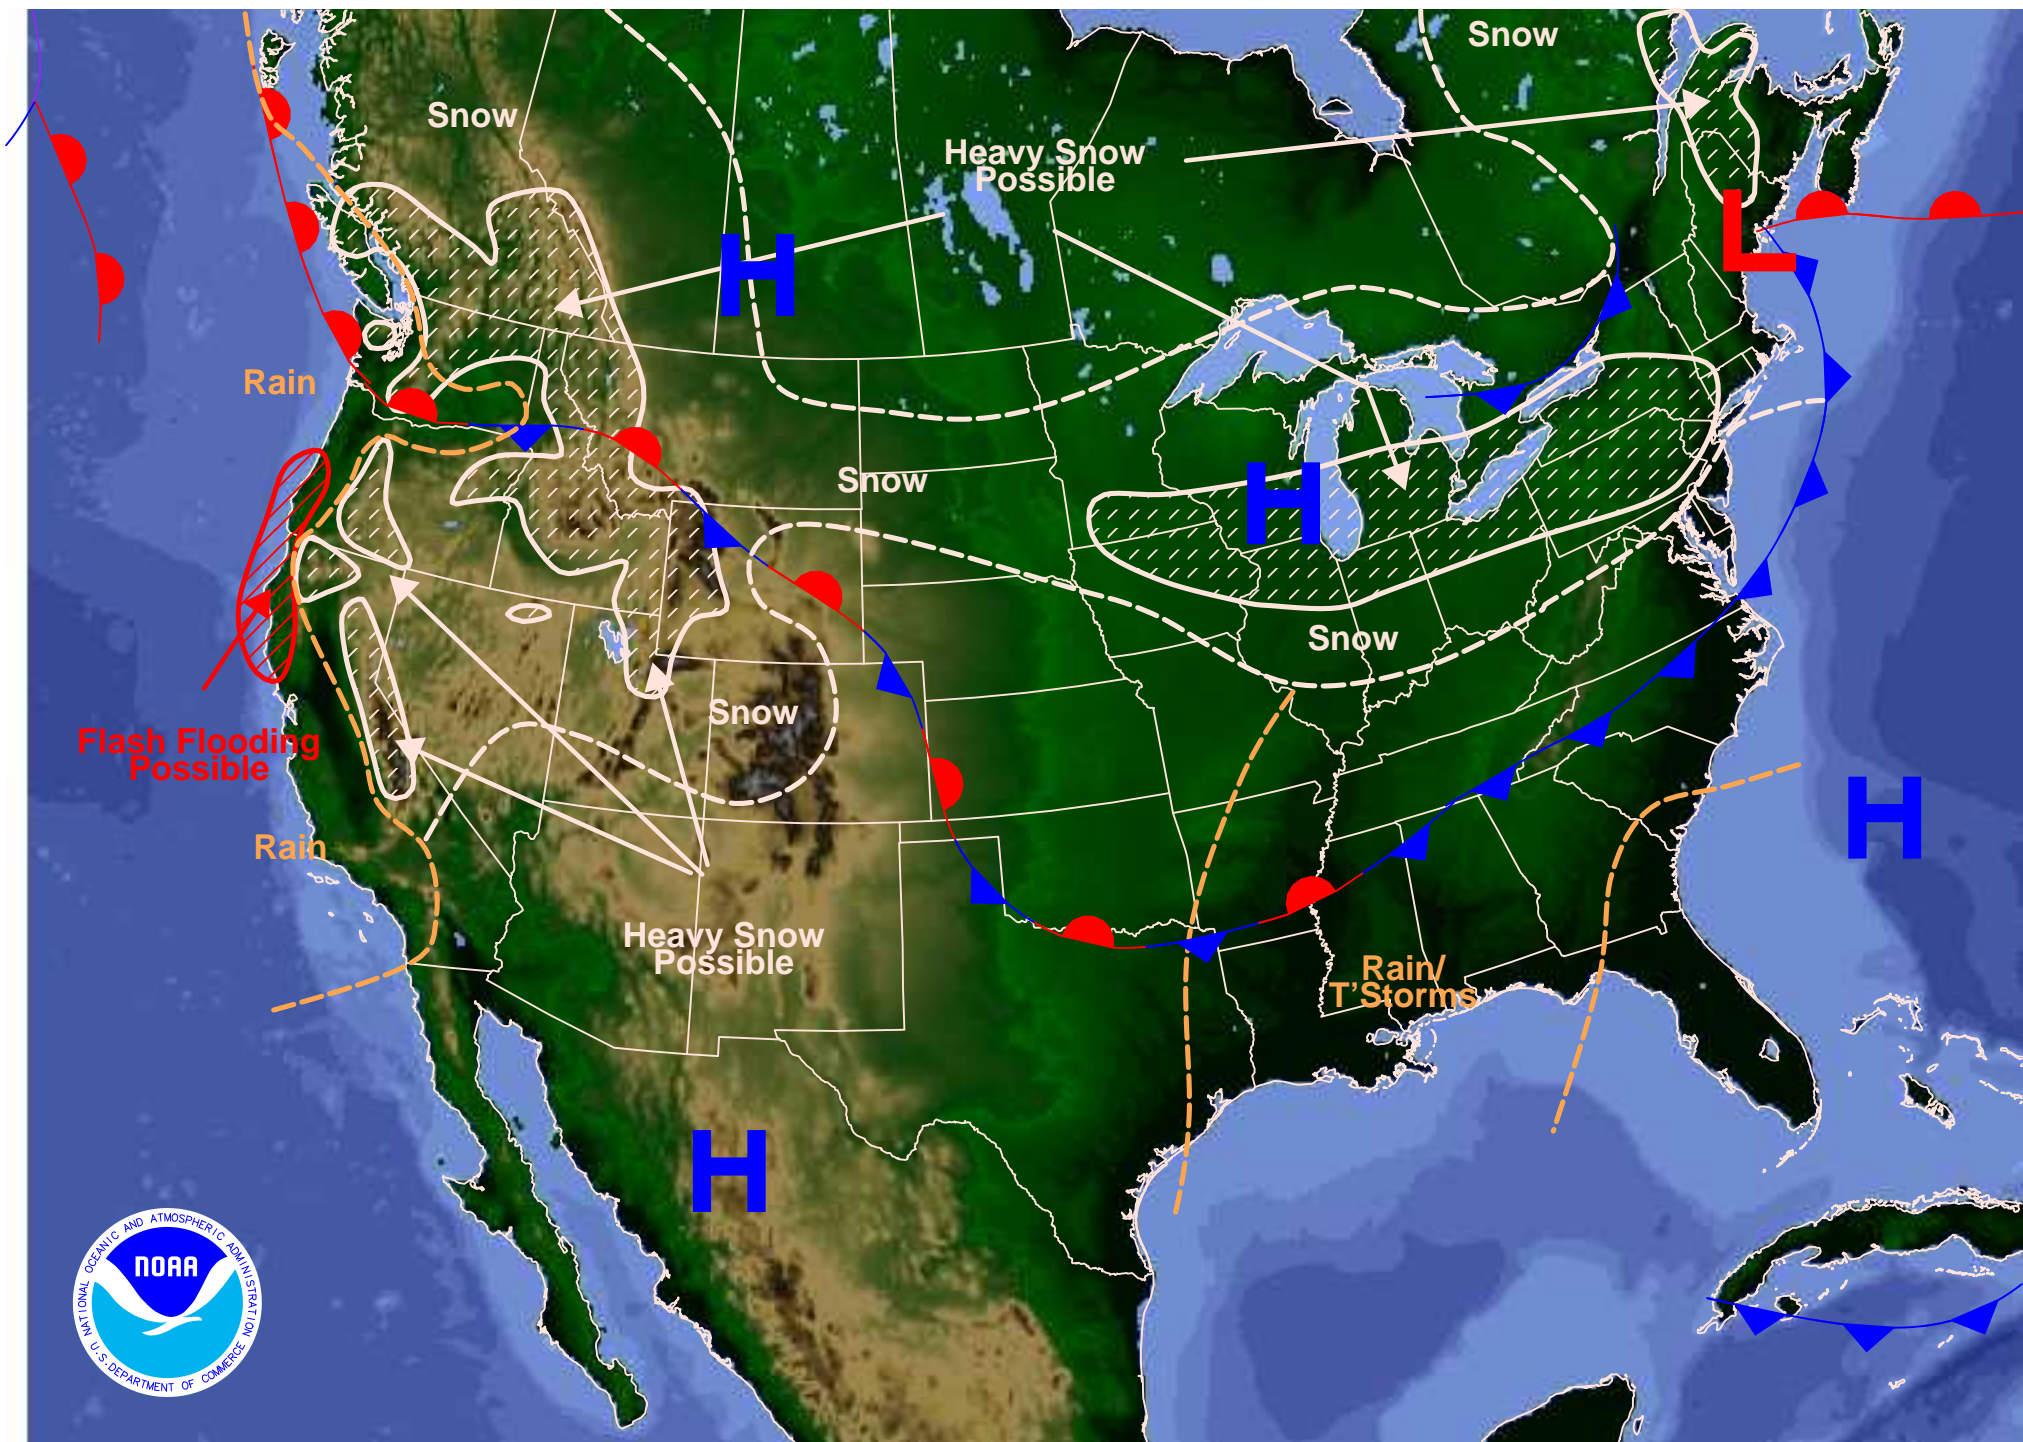 Snow
Snow
Heavy Snow
Possible
H
L
Rain
Snow
H
Snow
Snow
Flash Flooding
Possible
H
Rain
Heavy Snow
Possible
Rain/
T'Storms
H
NATIONAL OCEANIC AND ATMOSPHERIC ADMINISTRATION
NOAA
U.S. DEPARTMENT OF COMMERCE